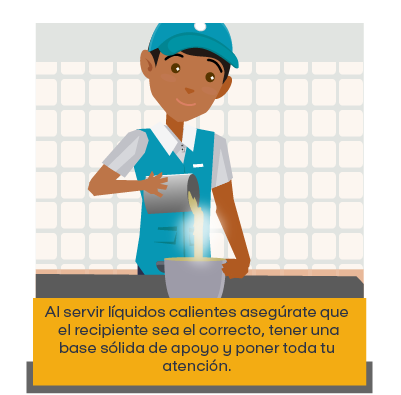 Al servir líquidos calientes asegúrate que
el recipiente sea el correcto, tener una
base sólida de apoyo y poner toda tu
atención.